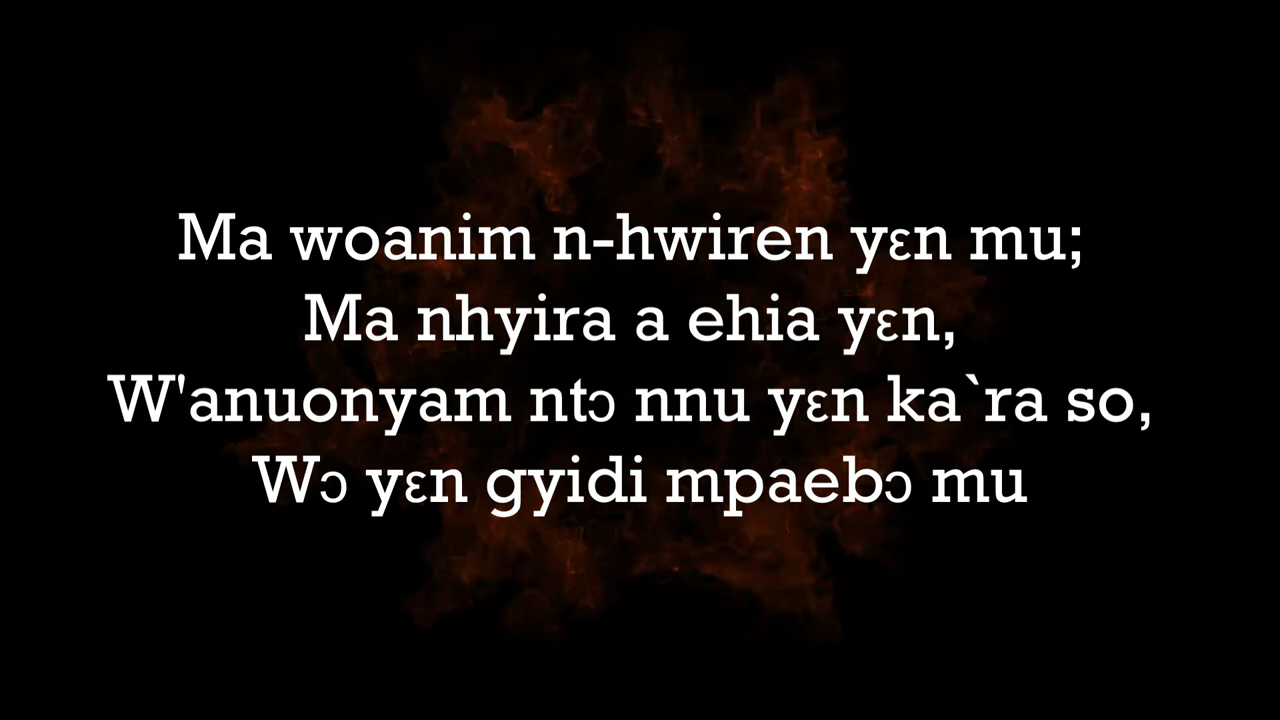 Ma woanim n-hwiren yɛn mu;
Ma nhyira a ehia yɛn,
W'anuonyam ntɔ nnu yɛn ka`ra so,
Wɔ yɛn gyidi mpaebɔ mu